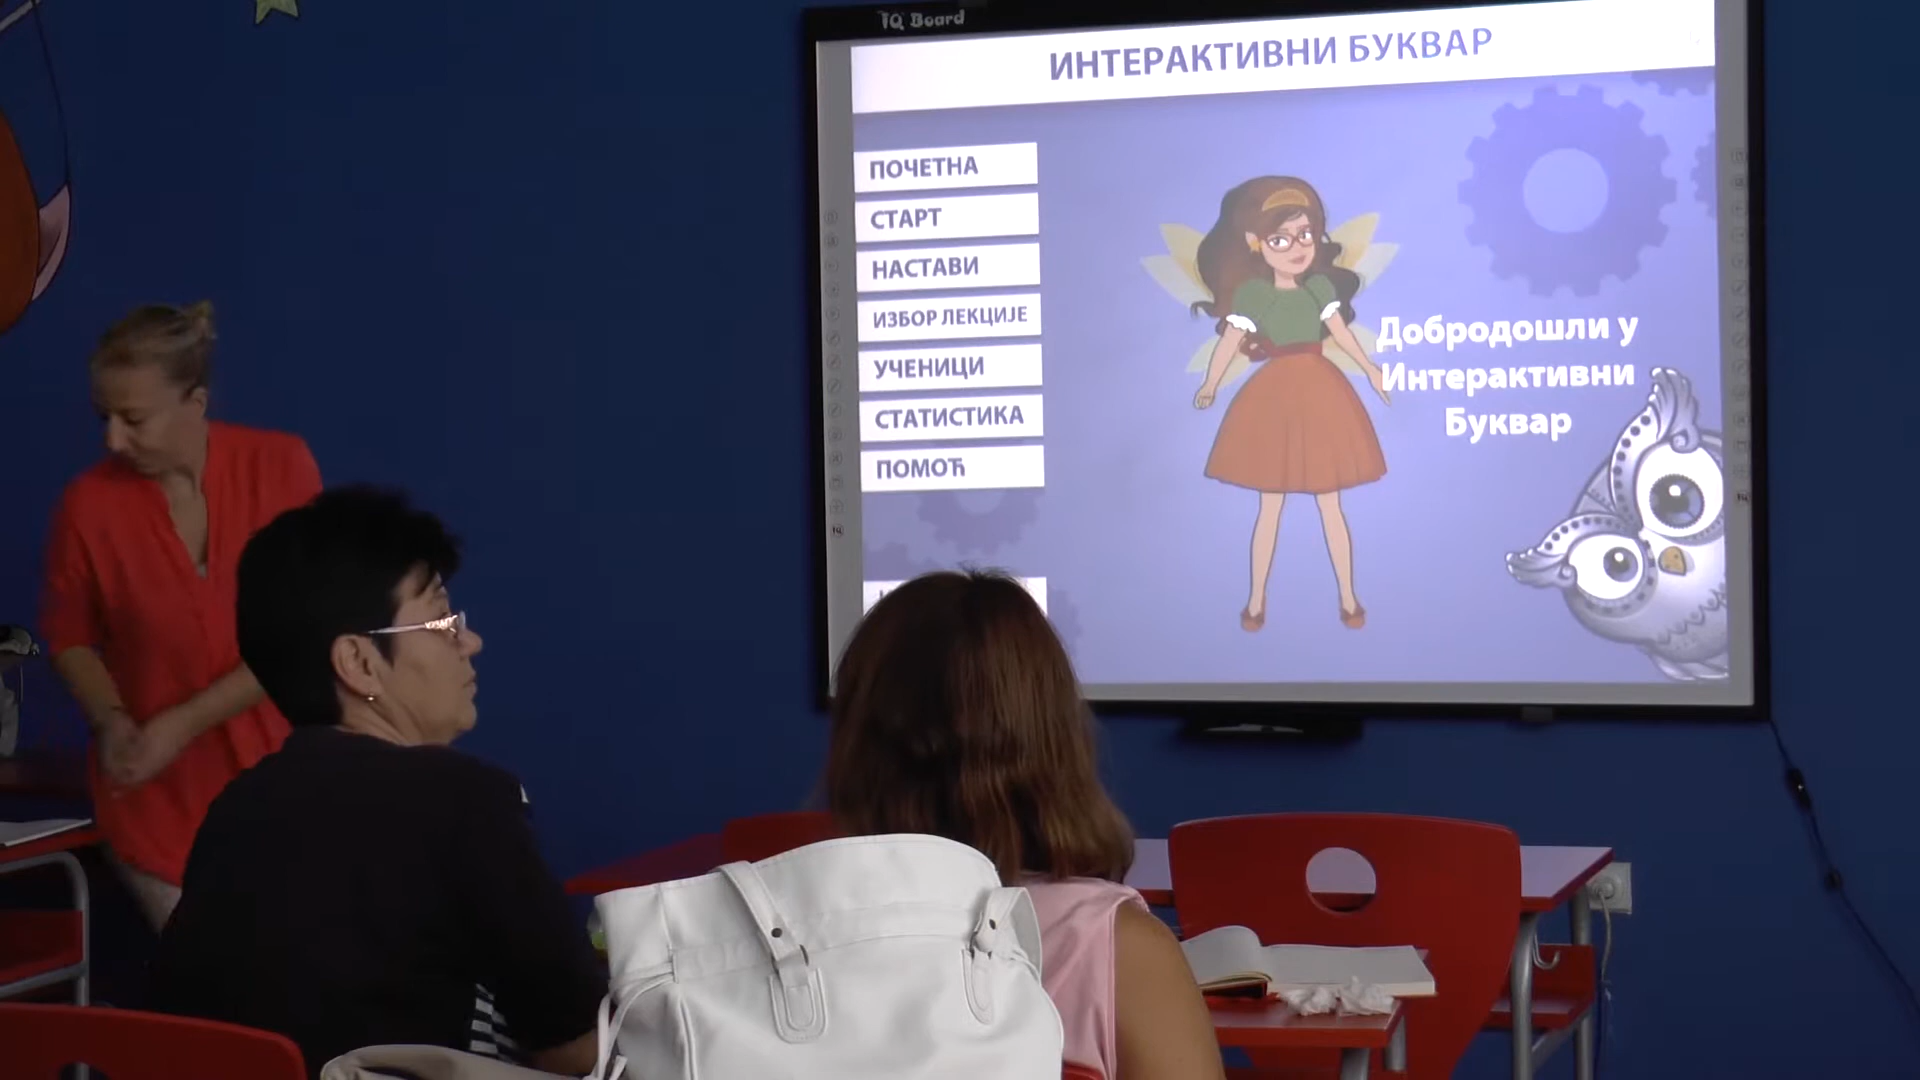 IQ Board
ИНТЕРАКТИВНИ БУКВАР
ПОЧЕТНА
СТАРТ
НАСТАВИ
ИЗБОР ЛЕКЦИЈЕ
УЧЕНИЦИ
СТАТИСТИКА
ПОМОЋ
Добродошли у
Интерактивни
Буквар